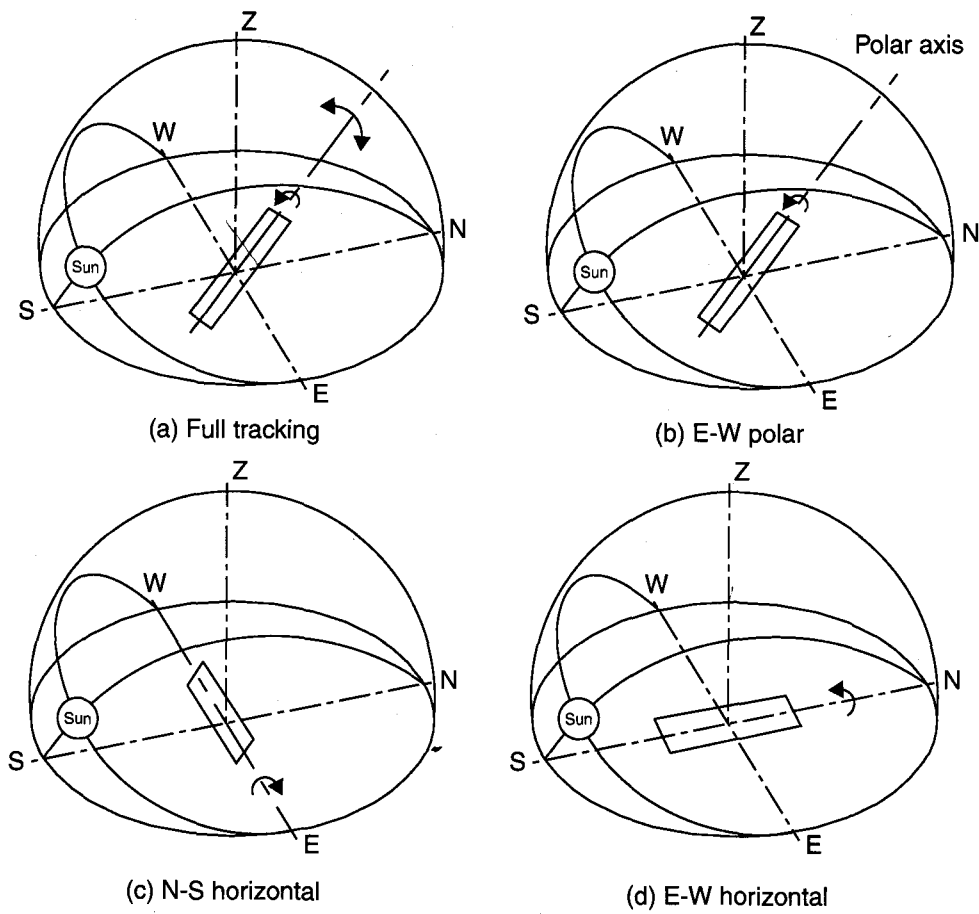 Z
Polar axis
W
N
Sun
S
E
(a) Full tracking
Z
W
N
Sun
S
E
(b) E-W polar
Z
W
N
Sun
S
E
(c) N-S horizontal
Z
W
N
Sun
S
E
(d) E-W horizontal